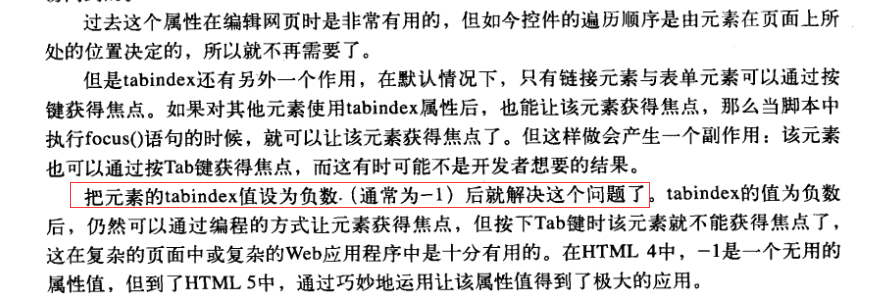 过去这个属性在编辑网页时是非常有用的，但如今控件的遍历顺序是由元素在页面上所
处的位置决定的，所以就不再需要了。
但是tabindex还有另外一个作用，在默认情况下，只有链接元素与表单元素可以通过按
键获得焦点。如果对其他元素使用tabindex属性后，也能让该元素获得焦点，那么当脚本中
执行focus()语句的时候，就可以让该元素获得焦点了。但这样做会产生一个副作用：该元素
也可以通过按Tab键获得焦点，而这有时可能不是开发者想要的结果。
把元素的tabindex值设为负数（通常为-1）后就解决这个问题了。tabindex的值为负数
后，仍然可以通过编程的方式让元素获得焦点，但按下Tab键时该元素就不能获得焦点了，
这在复杂的页面中或复杂的Web应用程序中是十分有用的。在HTML 4中，-1是一个无用的
属性值，但到了HTML 5中，通过巧妙地运用让该属性值得到了极大的应用。